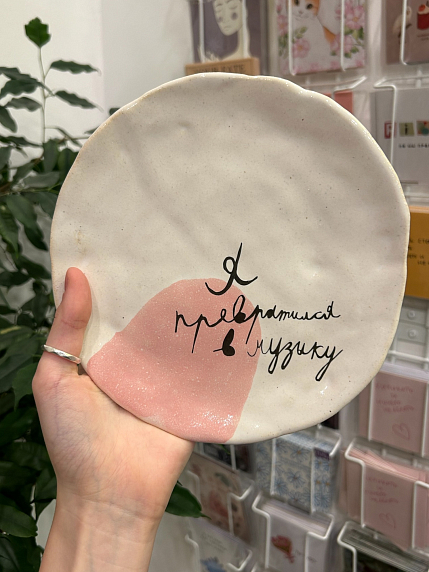 Я
превратился
в музыку